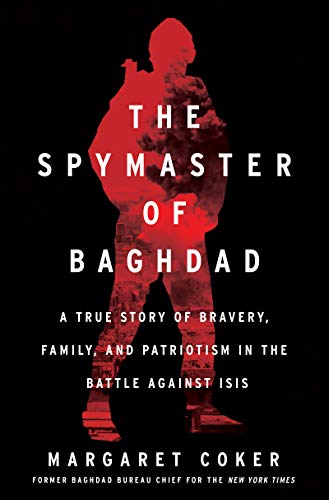 THE
SPYMASTER
OF
BAGHDAD
A TRUE STORY OF BRAVERY,
FAMILY, AND PATRIOTISM IN THE
BATTLE AGAINST ISIS
MARGARET COKER
FORMER BAGHDAD BUREAU CHIEF FOR THE NEW YORK TIMES